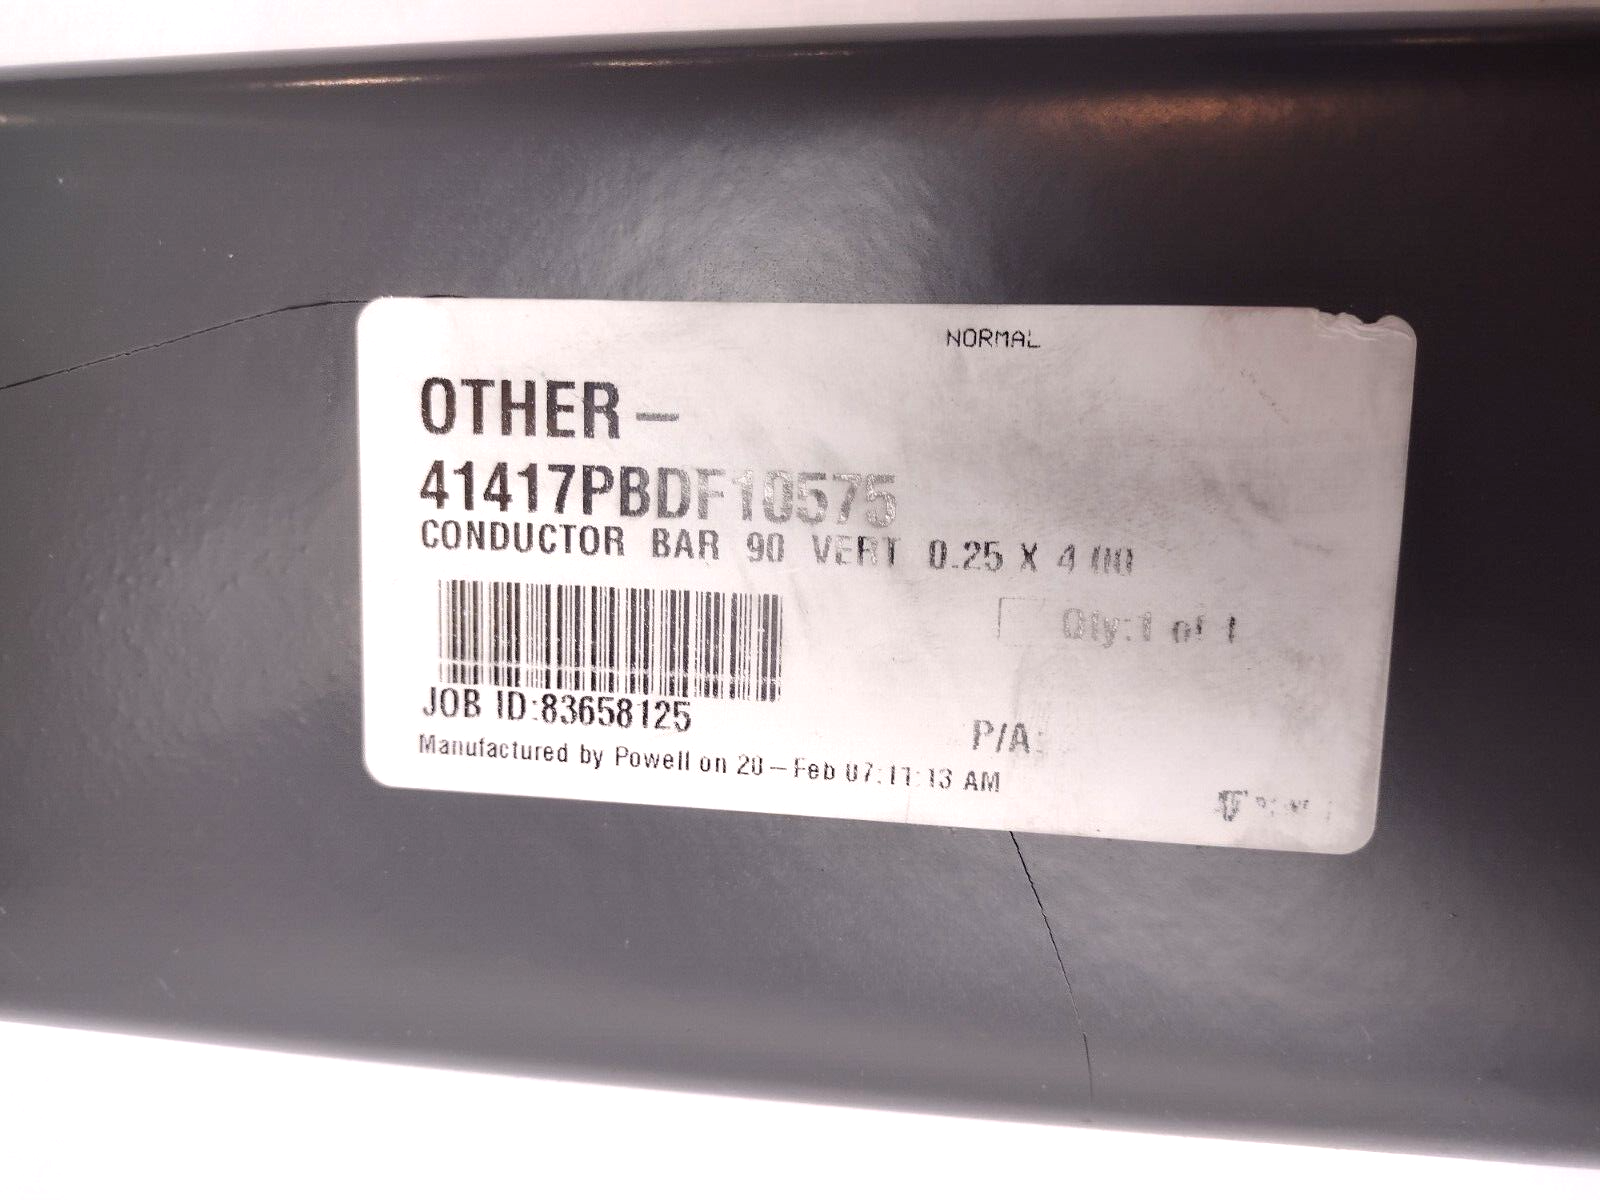 NORMAL
OTHER-
41417PBDF10575
CONDUCTOR BAR 90 VERT 0.25 X 4.00
Qty:1 of 1
JOB ID:83658125
P/A:
Manufactured by Powell on 20-Feb 07:11:13 AM